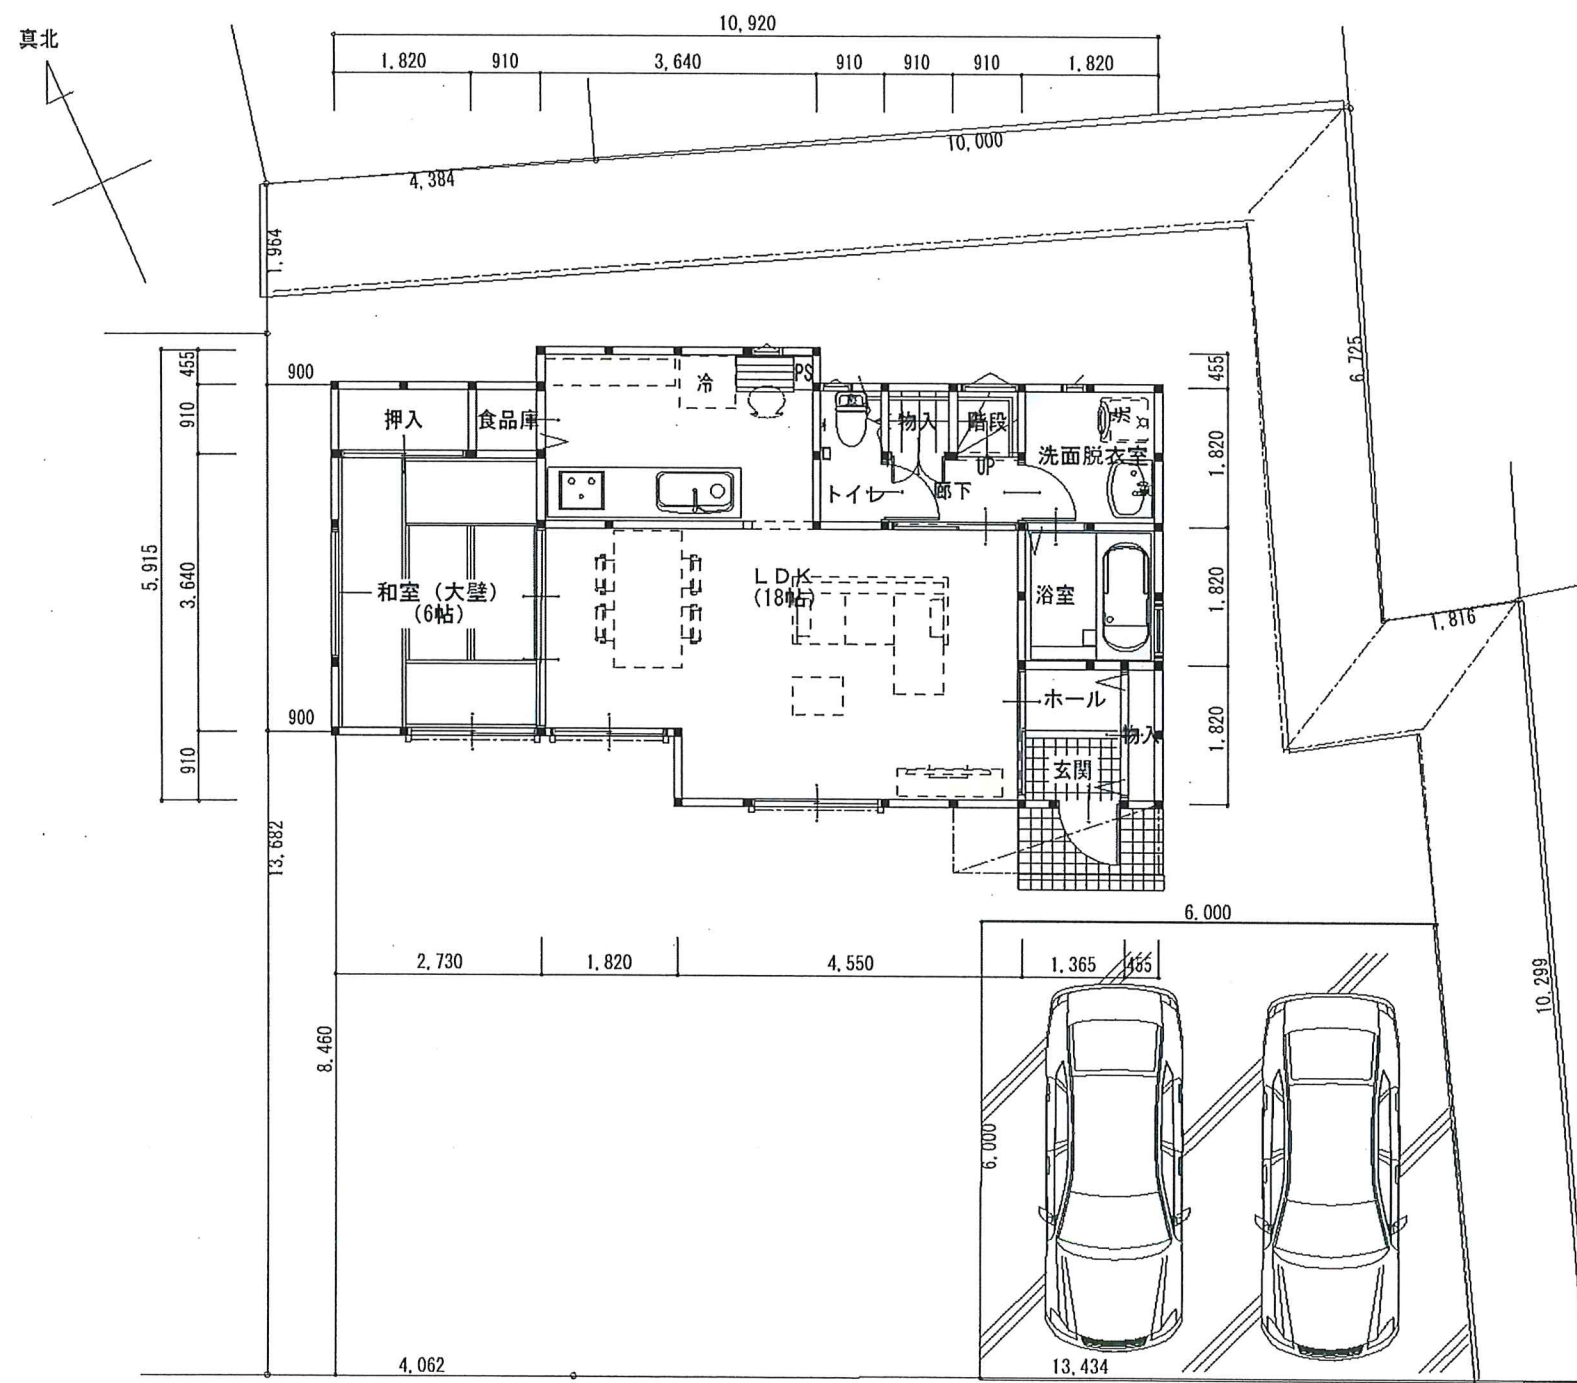 真北
10,920
1,820
910
3,640
910
910
910
1,820
10,000
4,384
1,964
6,725
455
900
910
5,915
3,640
900
910
13,682
455
1,820
1,820
1,820
1,816
10,299
押入
食品庫
冷
PS
物入
階段
洗
洗面脱衣室
UP
トイレ
廊下
和室（大壁）
(6帖)
LDK
(18帖)
浴室
ホール
物入
玄関
6,000
2,730
1,820
4,550
1,365
455
8,460
6,000
4,062
13,434